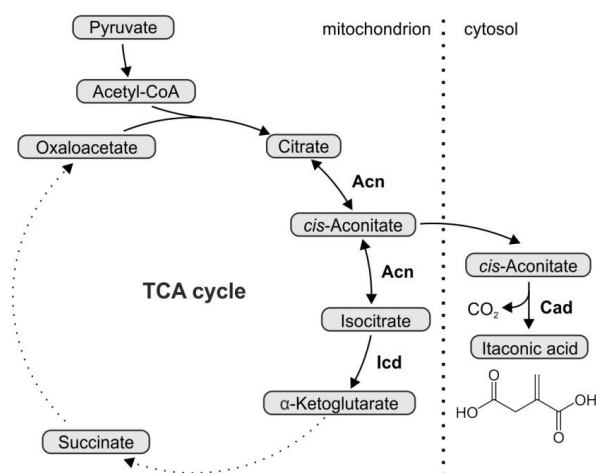 Pyruvate
mitochondrion
cytosol
Acetyl-CoA
Oxaloacetate
Citrate
Acn
cis-Aconitate
cis-Aconitate
Acn
TCA cycle
CO2
Cad
Isocitrate
Itaconic acid
Icd
O
OH
α-Ketoglutarate
HO
O
Succinate